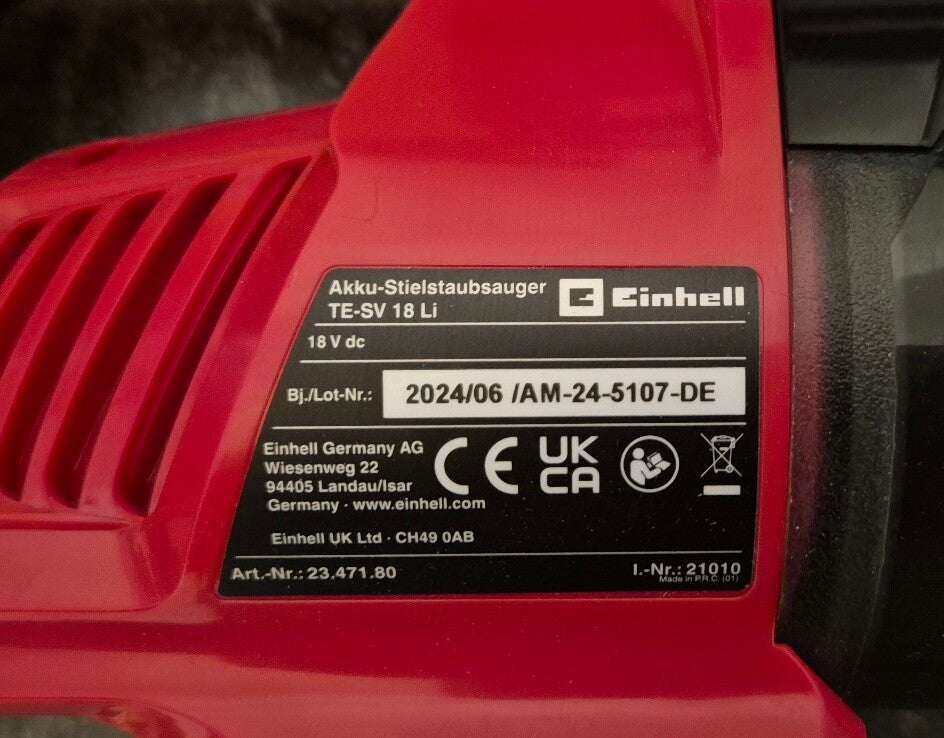 Akku-Stielstaubsauger
TE-SV 18 Li
Einhell
18 V dc
Bj./Lot-Nr.: 2024/06 /AM-24-5107-DE
Einhell Germany AG
Wiesenweg 22
94405 Landau/Isar
Germany · www.einhell.com
CE
UK
CA
Einhell UK Ltd · CH49 0AB
Art.-Nr.: 23.471.80
I.-Nr.: 21010
Made in P.R.C. (01)